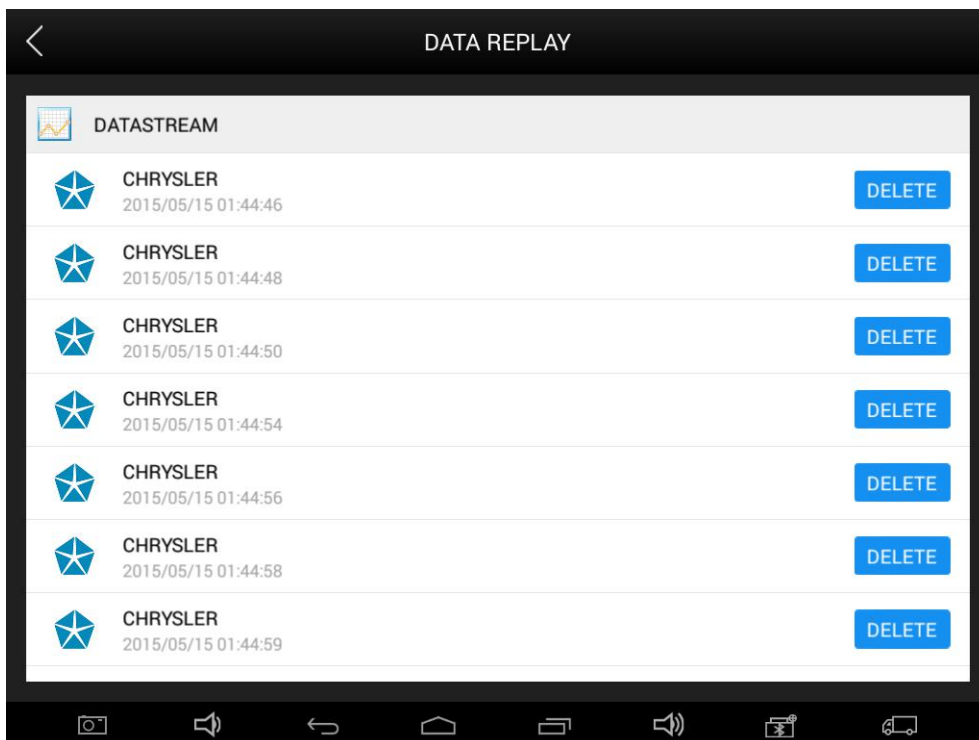 DATA REPLAY
DATASTREAM
CHRYSLER
DELETE
2015/05/15 01:44:46
CHRYSLER
DELETE
2015/05/15 01:44:48
CHRYSLER
DELETE
2015/05/15 01:44:50
CHRYSLER
DELETE
2015/05/15 01:44:54
CHRYSLER
DELETE
2015/05/15 01:44:56
CHRYSLER
DELETE
2015/05/15 01:44:58
CHRYSLER
DELETE
2015/05/15 01:44:59